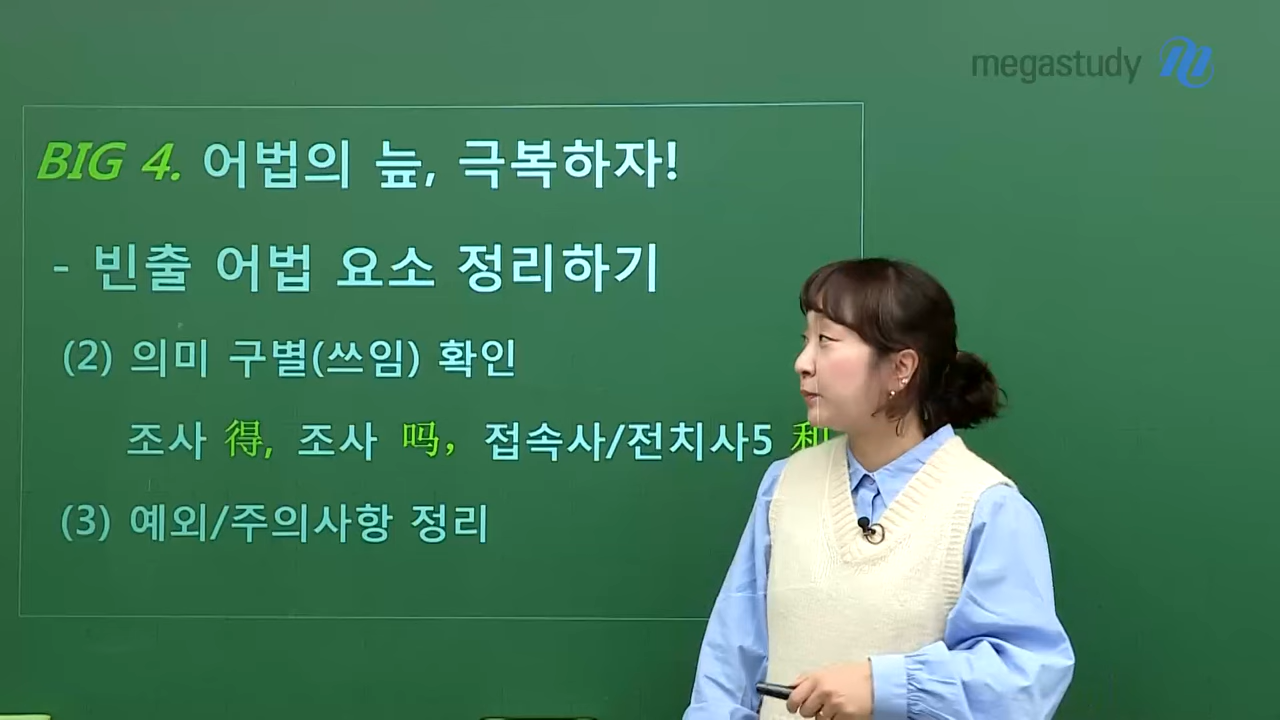 megastudy
BIG 4. 어법의 늪, 극복하자!
- 빈출 어법 요소 정리하기
(2) 의미 구별(쓰임) 확인
조사 得, 조사 吗, 접속사/전치사5 和
(3) 예외/주의사항 정리